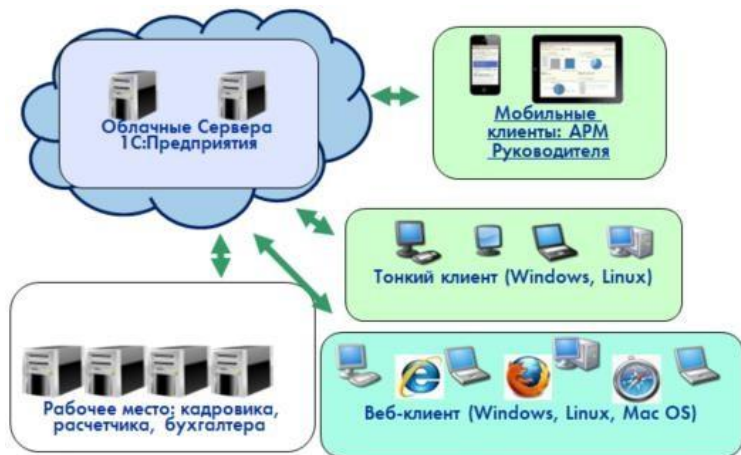 Облачные Сервера
1С:Предприятия
Мобильные
клиенты: АРМ
Руководителя
Тонкий клиент (Windows, Linux)
Рабочее место: кадровика,
расчетчика, бухгалтера
Веб-клиент (Windows, Linux, Mac OS)